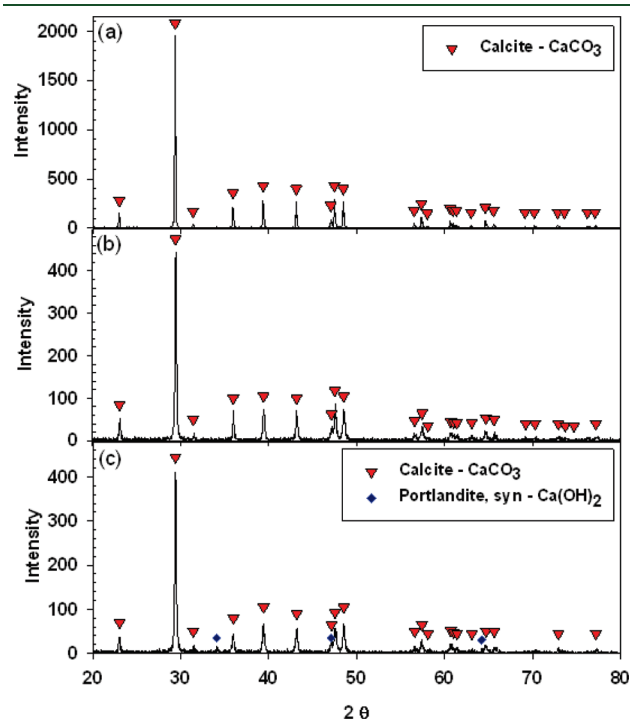 (a)
Calcite - CaCO3
2000
1500
1000
500
0
Intensity
(b)
400
300
200
100
0
Intensity
(c)
Calcite - CaCO3
Portlandite, syn - Ca(OH)2
400
300
200
100
0
Intensity
20 30 40 50 60 70 80
2 θ